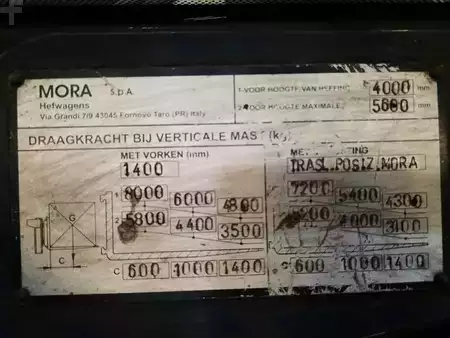 MORA S.p.A.
Hefwagens
Via Grandi 7/9 43045 Fornovo Taro (PR) Italy
1-VOOR HOOGTE VAN HEFFING 4000 mm
2- VOOR HOOGTE MAXIMALE 5600 mm
DRAAGKRACHT BIJ VERTICALE MAST (kg)
MET VORKEN (mm)
1400
1 8000 6000 4800
2 5800 4400 3500
G
C
C 600 1000 1400
TRASL.POSIZ.MORA
7200 5400 4300
4000 3100
600 1000 1400